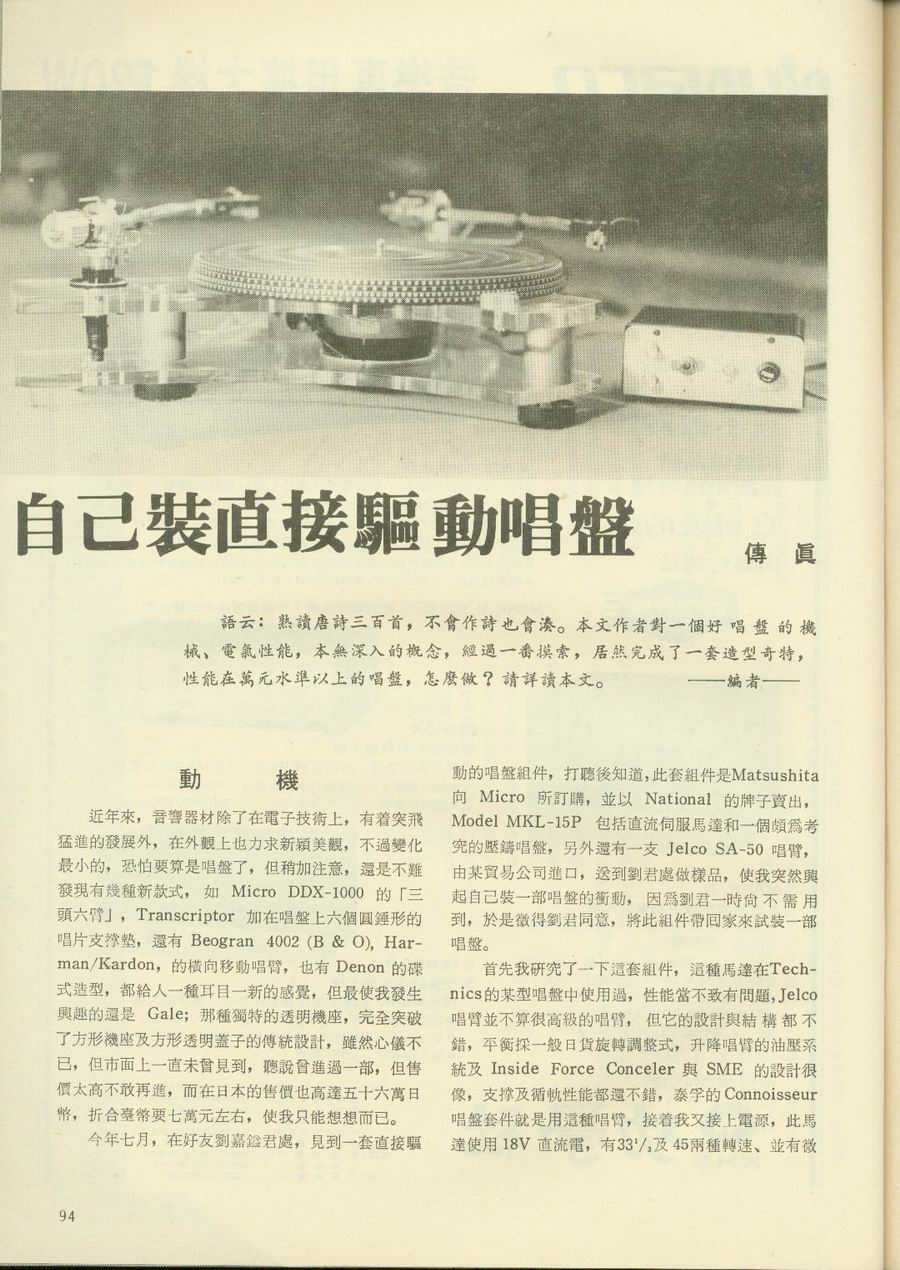 自己裝直接驅動唱盤
傳眞
語云：熟讀唐詩三百首，不會作詩也會湊。本文作者對一個好唱盤的機
械、電氣性能，本無深入的概念，經過一番摸索，居然完成了一套造型奇特，
性能在萬元水準以上的唱盤，怎麼做？請詳讀本文。 ——編者——
動機
近年來，音響器材除了在電子技術上，有着突飛
猛進的發展外，在外觀上也力求新穎美觀，不過變化
最小的，恐怕要算是唱盤了，但稍加注意，還是不難
發現有幾種新款式，如 Micro DDX-1000 的「三
頭六臂」，Transcriptor 加在唱盤上六個圓錘形的
唱片支撐墊，還有 Beogran 4002 (B & O), Har-
man/Kardon，的橫向移動唱臂，也有 Denon 的碟
式造型，都給人一種耳目一新的感覺，但最使我發生
興趣的還是 Gale；那種獨特的透明機座，完全突破
了方形機座及方形透明蓋子的傳統設計，雖然心儀不
已，但市面上一直未曾見到，聽說曾進過一部，但售
價太高不敢再進，而在日本的售價也高達五十六萬日
幣，折合臺幣要七萬元左右，使我只能想想而已。
今年七月，在好友劉嘉鎰君處，見到一套直接驅
動的唱盤組件，打聽後知道，此套組件是Matsushita
向 Micro 所訂購，並以 National 的牌子賣出，
Model MKL-15P 包括直流伺服馬達和一個頗爲考
究的壓鑄唱盤，另外還有一支 Jelco SA-50 唱臂，
由某貿易公司進口，送到劉君處做樣品，使我突然興
起自己裝一部唱盤的衝動，因爲劉君一時尙不需用
到，於是徵得劉君同意，將此組件帶回家來試裝一部
唱盤。
首先我研究了一下這套組件，這種馬達在Tech-
nics的某型唱盤中使用過，性能當不致有問題，Jelco
唱臂並不算很高級的唱臂，但它的設計與結構都不
錯，平衡採一般日貨旋轉調整式，升降唱臂的油壓系
統及 Inside Force Conceler 與 SME 的設計很
像，支撐及循軌性能都還不錯，泰孚的 Connoisseur
唱盤套件就是用這種唱臂，接着我又接上電源，此馬
達使用 18V 直流電，有33¹/₃及 45兩種轉速、並有微
94